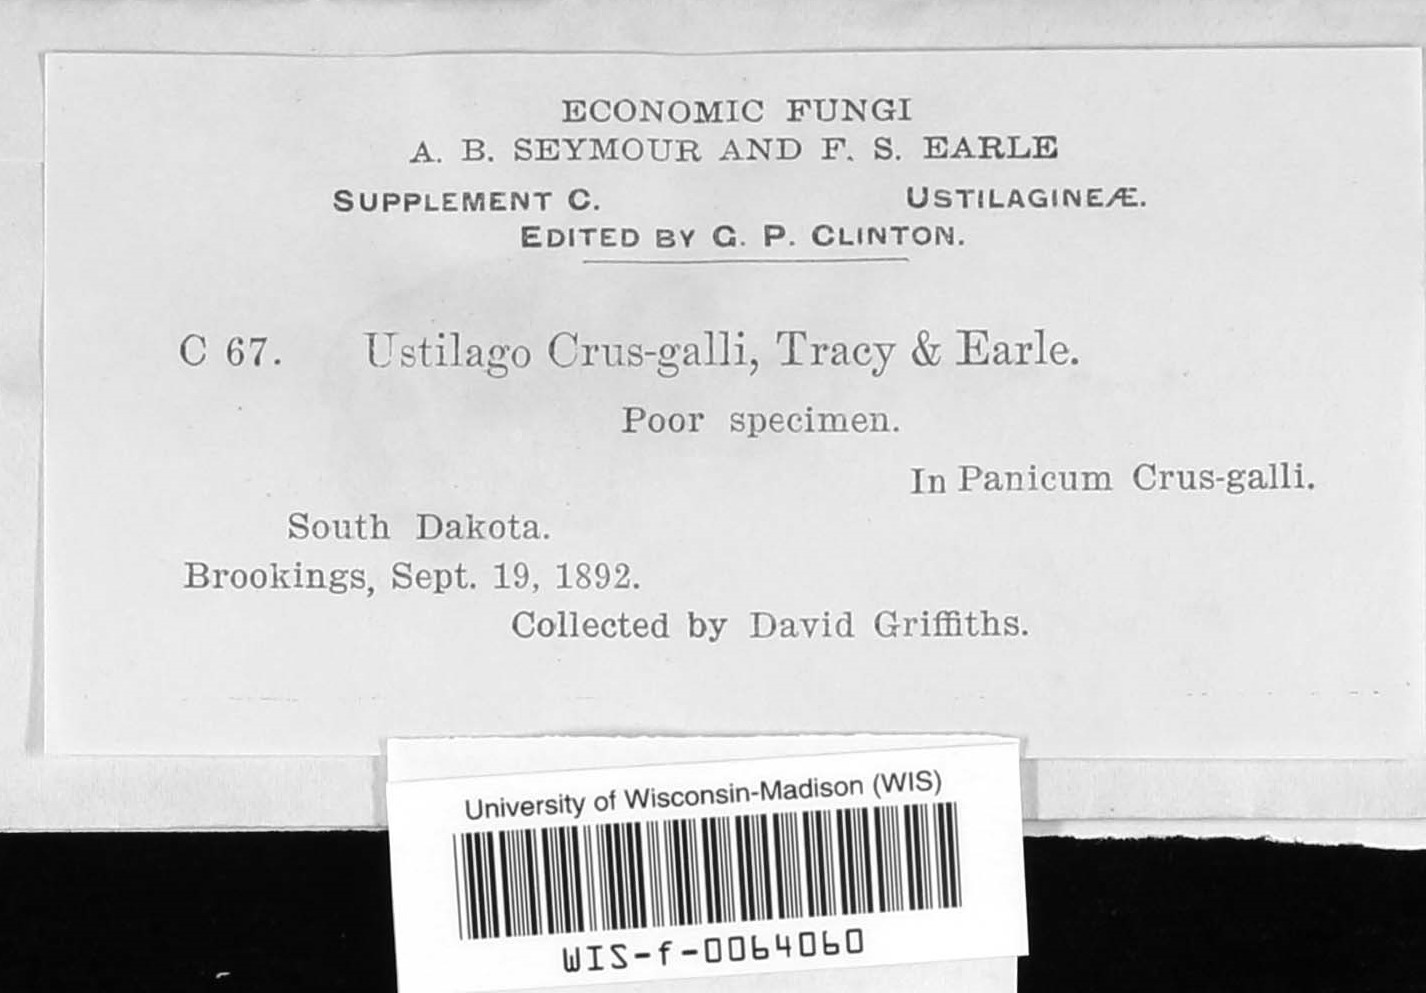 ECONOMIC FUNGI
A. B. SEYMOUR AND F. S. EARLE
SUPPLEMENT C. USTILAGINEÆ.
EDITED BY G. P. CLINTON.
C 67. Ustilago Crus-galli, Tracy & Earle.
Poor specimen.
In Panicum Crus-galli.
South Dakota.
Brookings, Sept. 19, 1892.
Collected by David Griffiths.
University of Wisconsin-Madison (WIS)
WIS-f-0064060